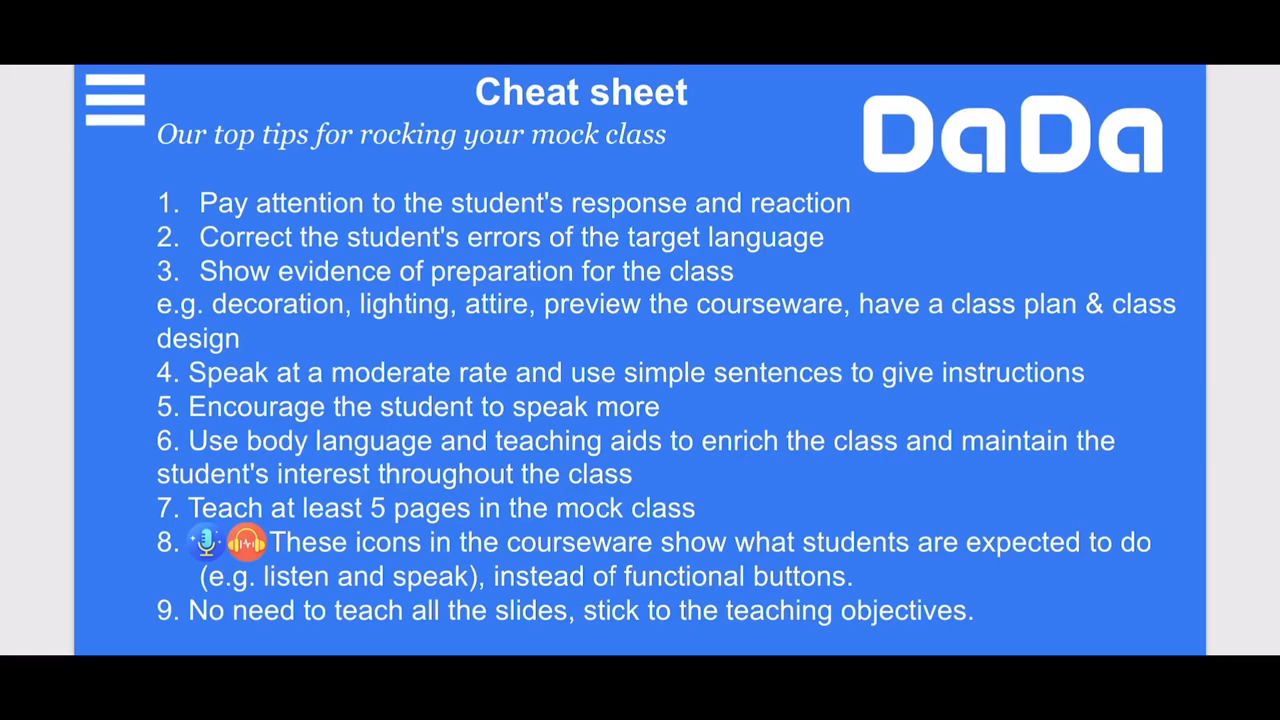 Cheat sheet
DaDa
Our top tips for rocking your mock class
1. Pay attention to the student's response and reaction
2. Correct the student's errors of the target language
3. Show evidence of preparation for the class
e.g. decoration, lighting, attire, preview the courseware, have a class plan & class
design
4. Speak at a moderate rate and use simple sentences to give instructions
5. Encourage the student to speak more
6. Use body language and teaching aids to enrich the class and maintain the
student's interest throughout the class
7. Teach at least 5 pages in the mock class
8. These icons in the courseware show what students are expected to do
(e.g. listen and speak), instead of functional buttons.
9. No need to teach all the slides, stick to the teaching objectives.